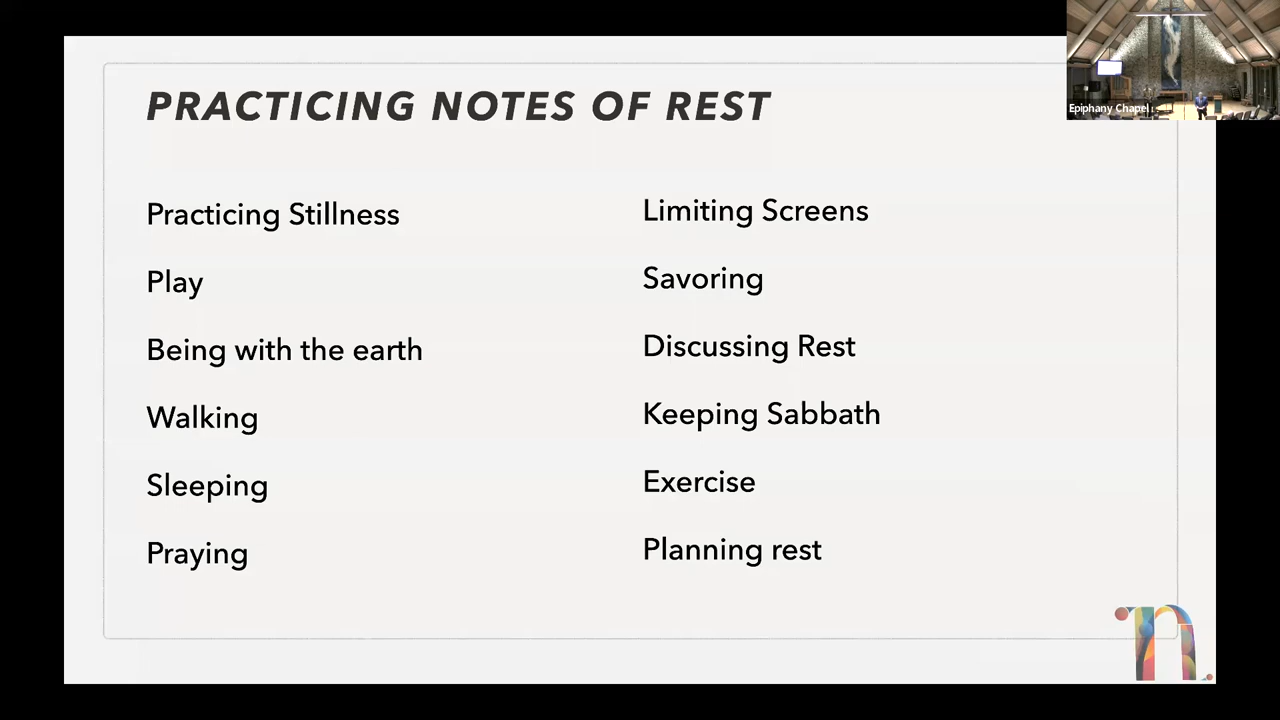 PRACTICING NOTES OF REST
Practicing Stillness
Play
Being with the earth
Walking
Sleeping
Praying
Limiting Screens
Savoring
Discussing Rest
Keeping Sabbath
Exercise
Planning rest
Epiphany Chapel
n.